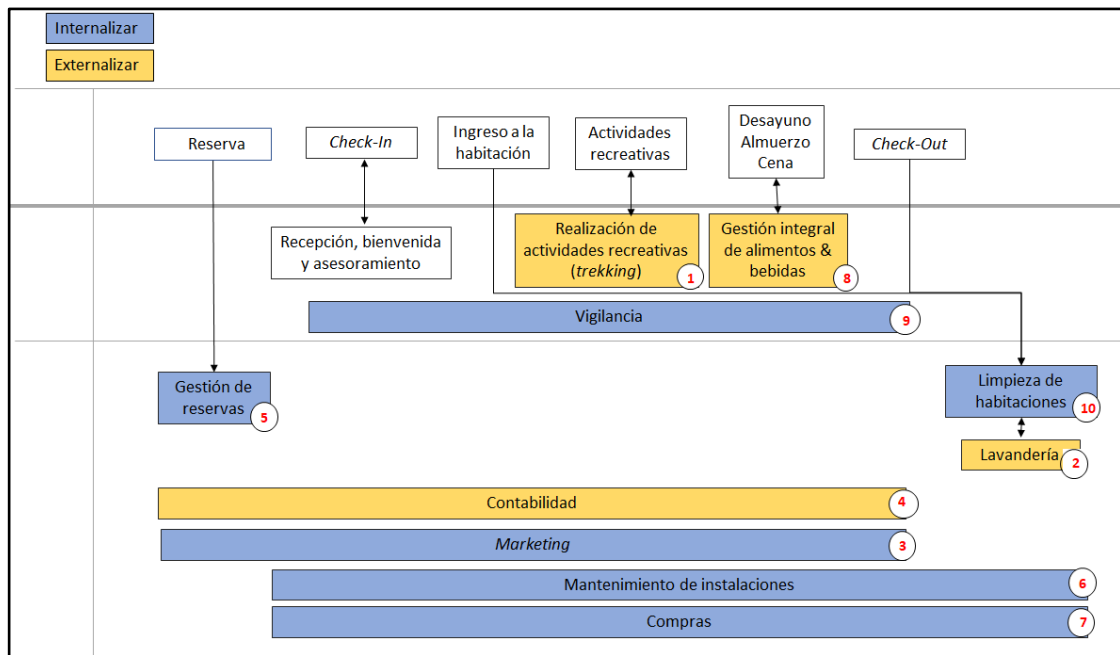 Internalizar
Externalizar
Reserva
Check-In
Ingreso a la
habitación
Actividades
recreativas
Desayuno
Almuerzo
Cena
Check-Out
Recepción, bienvenida
y asesoramiento
Realización de
actividades recreativas
(trekking)
1
Gestión integral
de alimentos &
bebidas
8
Vigilancia
9
Gestión de
reservas
5
Limpieza de
habitaciones
10
Lavandería
2
Contabilidad
4
Marketing
3
Mantenimiento de instalaciones
6
Compras
7